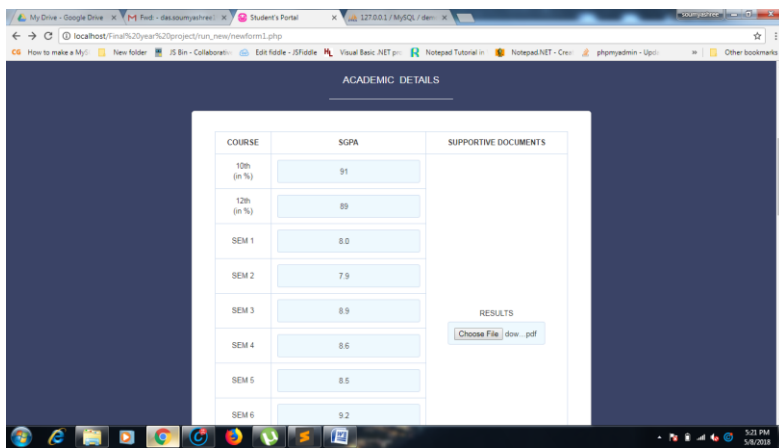 My Drive - Google Drive
Student's Portal
127.0.0.1 / MySQL /
soumyashree
localhost/Final%20year%20project/run_new/newform1.php
How to make a MyS
New folder
JS Bin - Collaborativ
Edit fiddle - JSFiddle
Visual Basic .NET pr
Notepad Tutorial in
Notepad.NET - Crea
phpmyadmin - Upd
Other bookmarks
ACADEMIC DETAILS
COURSE SGPA SUPPORTIVE DOCUMENTS
10th
(in %) 91
12th
(in %) 89
SEM 1 8.0
SEM 2 7.9
SEM 3 8.9
RESULTS
Choose File dow...pdf
SEM 4 8.6
SEM 5 8.5
SEM 6 9.2
5:21 PM
5/8/2018